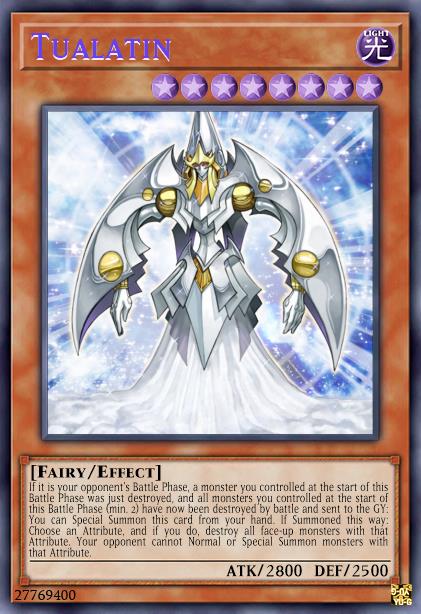 Tualatin
LIGHT
光
[Fairy/Effect]
If it is your opponent's Battle Phase, a monster you controlled at the start of this
Battle Phase was just destroyed, and all monsters you controlled at the start of
this Battle Phase (min. 2) have now been destroyed by battle and sent to the GY:
You can Special Summon this card from your hand. If Summoned this way:
Choose an Attribute, and if you do, destroy all face-up monsters with that
Attribute. Your opponent cannot Normal or Special Summon monsters with
that Attribute.
ATK/2800 DEF/2500
27769400